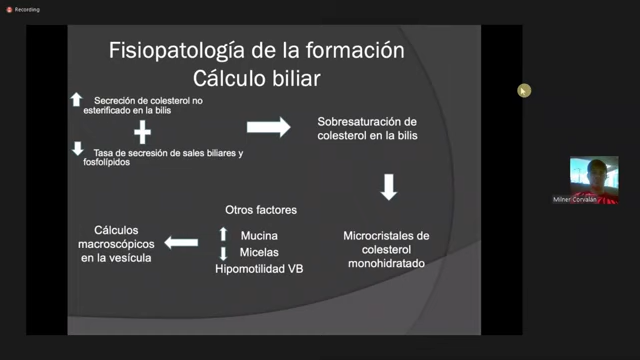 Recording
Fisiopatología de la formación
Cálculo biliar
Secreción de colesterol no
esterificado en la bilis
Tasa de secreción de sales biliares y
fosfolípidos
Sobresaturación de
colesterol en la bilis
Microcristales de
colesterol
monohidratado
Otros factores
Mucina
Micelas
Hipomotilidad VB
Cálculos
macroscópicos
en la vesícula
Milner Corvalán